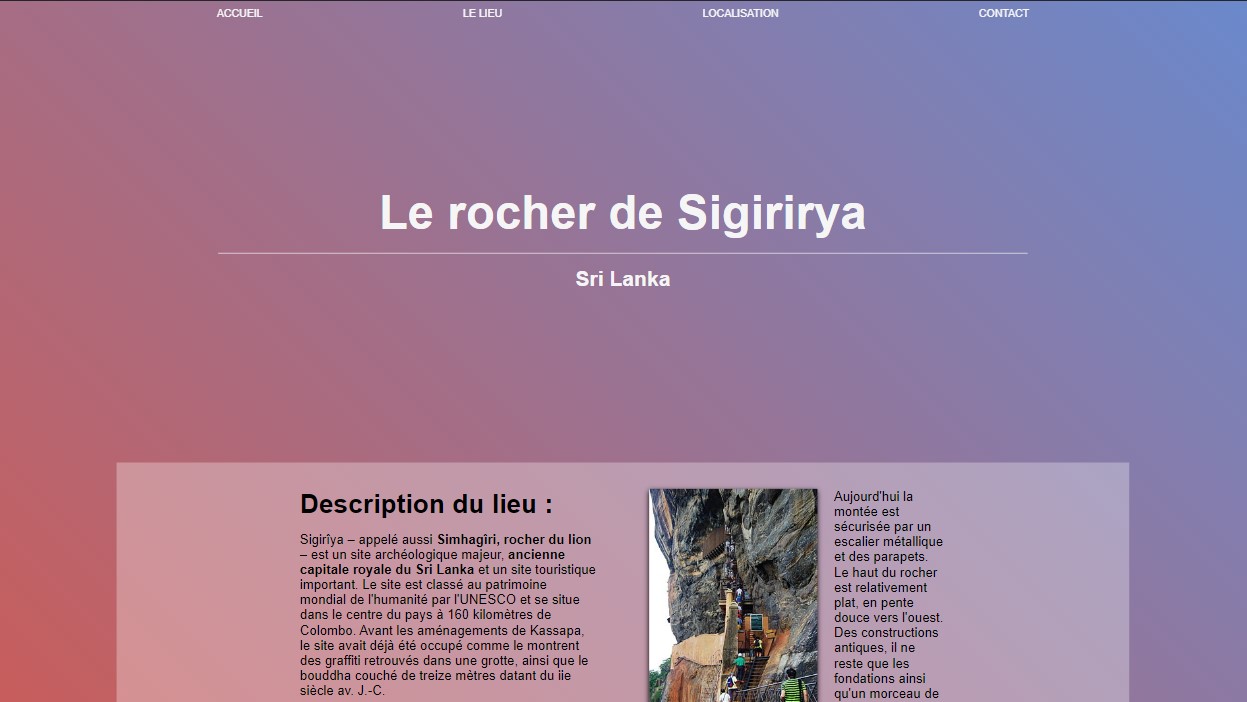 ACCUEIL LE LIEU LOCALISATION CONTACT
Le rocher de Sigirirya
Sri Lanka
Description du lieu :
Sigirîya – appelé aussi Simhagîri, rocher du lion
– est un site archéologique majeur, ancienne
capitale royale du Sri Lanka et un site touristique
important. Le site est classé au patrimoine
mondial de l'humanité par l'UNESCO et se situe
dans le centre du pays à 160 kilomètres de
Colombo. Avant les aménagements de Kassapa,
le site avait déjà été occupé comme le montrent
des graffiti retrouvés dans une grotte, ainsi que le
bouddha couché de treize mètres datant du iie
siècle av. J.-C.
Aujourd'hui la
montée est
sécurisée par un
escalier métallique
et des parapets.
Le haut du rocher
est relativement
plat, en pente
douce vers l'ouest.
Des constructions
antiques, il ne
reste que les
fondations ainsi
qu'un morceau de